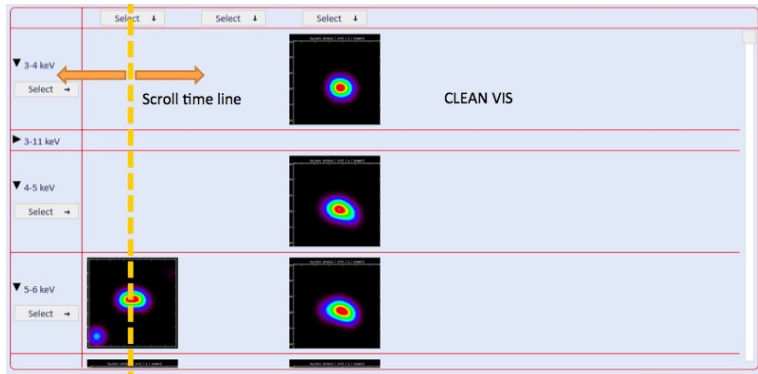 Select ↓ Select ↓ Select ↓
▼ 3-4 keV
Select →
Scroll time line
CLEAN VIS
▶ 3-11 keV
▼ 4-5 keV
Select →
▼ 5-6 keV
Select →